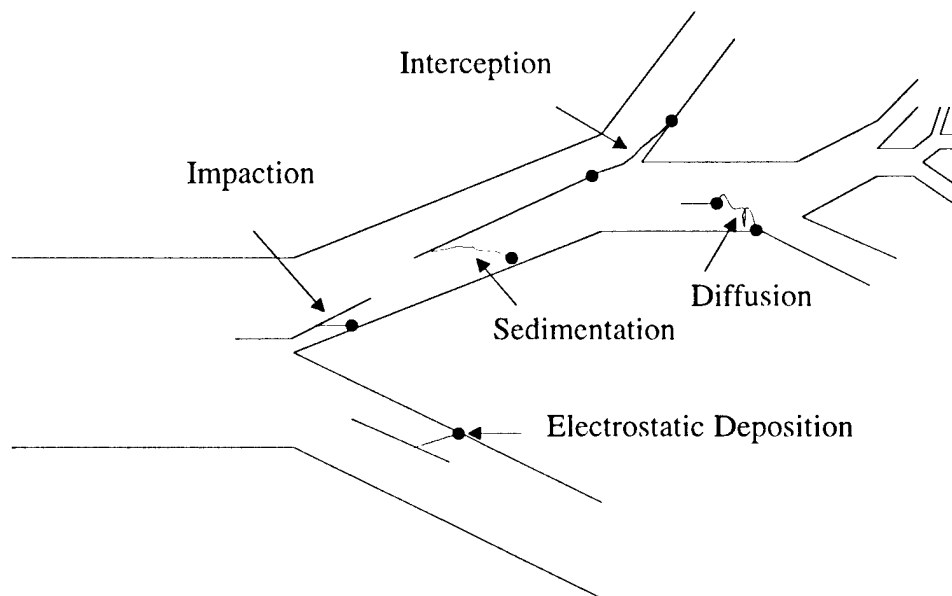 Interception
Impaction
Diffusion
Sedimentation
Electrostatic Deposition